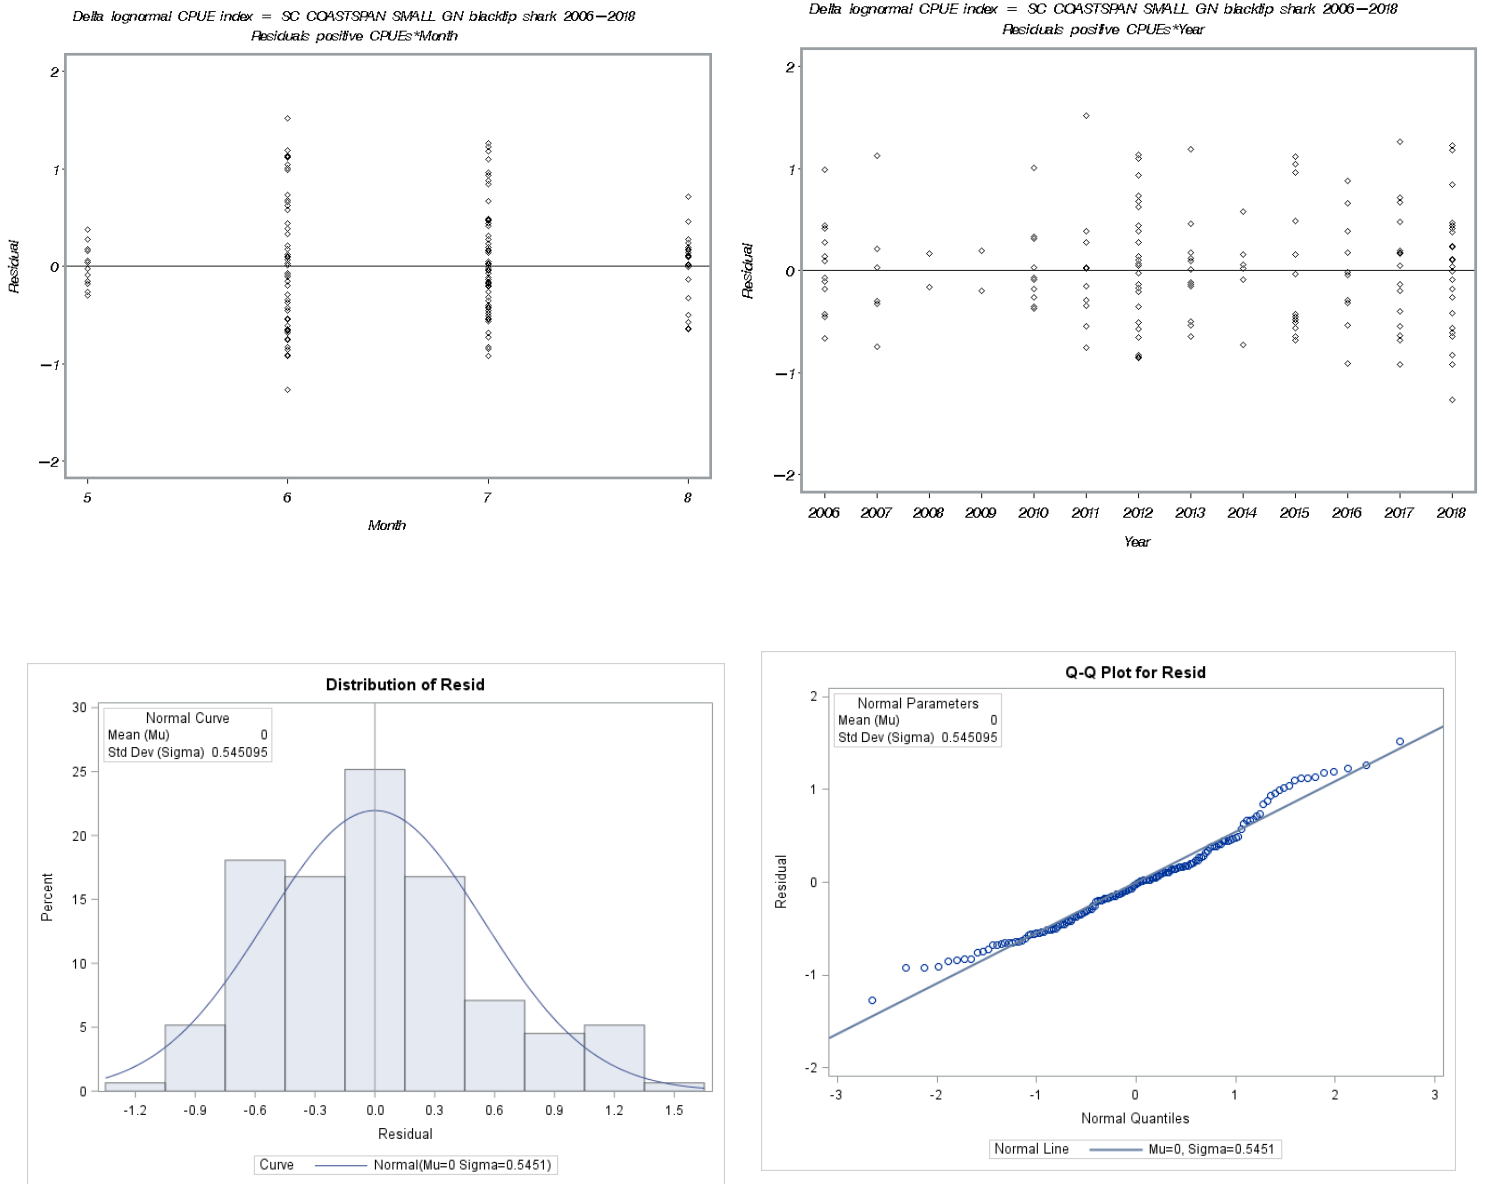 Delta lognormal CPUE index = SC COASTSPAN SMALL GN blacktip shark 2006-2018
Residuals positive CPUEs*Month
2
1
0
-1
-2
Residual
5 6 7 8
Month
Delta lognormal CPUE index = SC COASTSPAN SMALL GN blacktip shark 2006-2018
Residuals positive CPUEs*Year
2
1
0
-1
-2
Residual
2006 2007 2008 2009 2010 2011 2012 2013 2014 2015 2016 2017 2018
Year
Distribution of Resid
Normal Curve
Mean (Mu) 0
Std Dev (Sigma) 0.545095
30
25
20
15
10
5
0
Percent
-1.2 -0.9 -0.6 -0.3 0.0 0.3 0.6 0.9 1.2 1.5
Residual
Curve Normal(Mu=0 Sigma=0.5451)
Q-Q Plot for Resid
Normal Parameters
Mean (Mu) 0
Std Dev (Sigma) 0.545095
2
1
0
-1
-2
Residual
-3 -2 -1 0 1 2 3
Normal Quantiles
Normal Line Mu=0, Sigma=0.5451